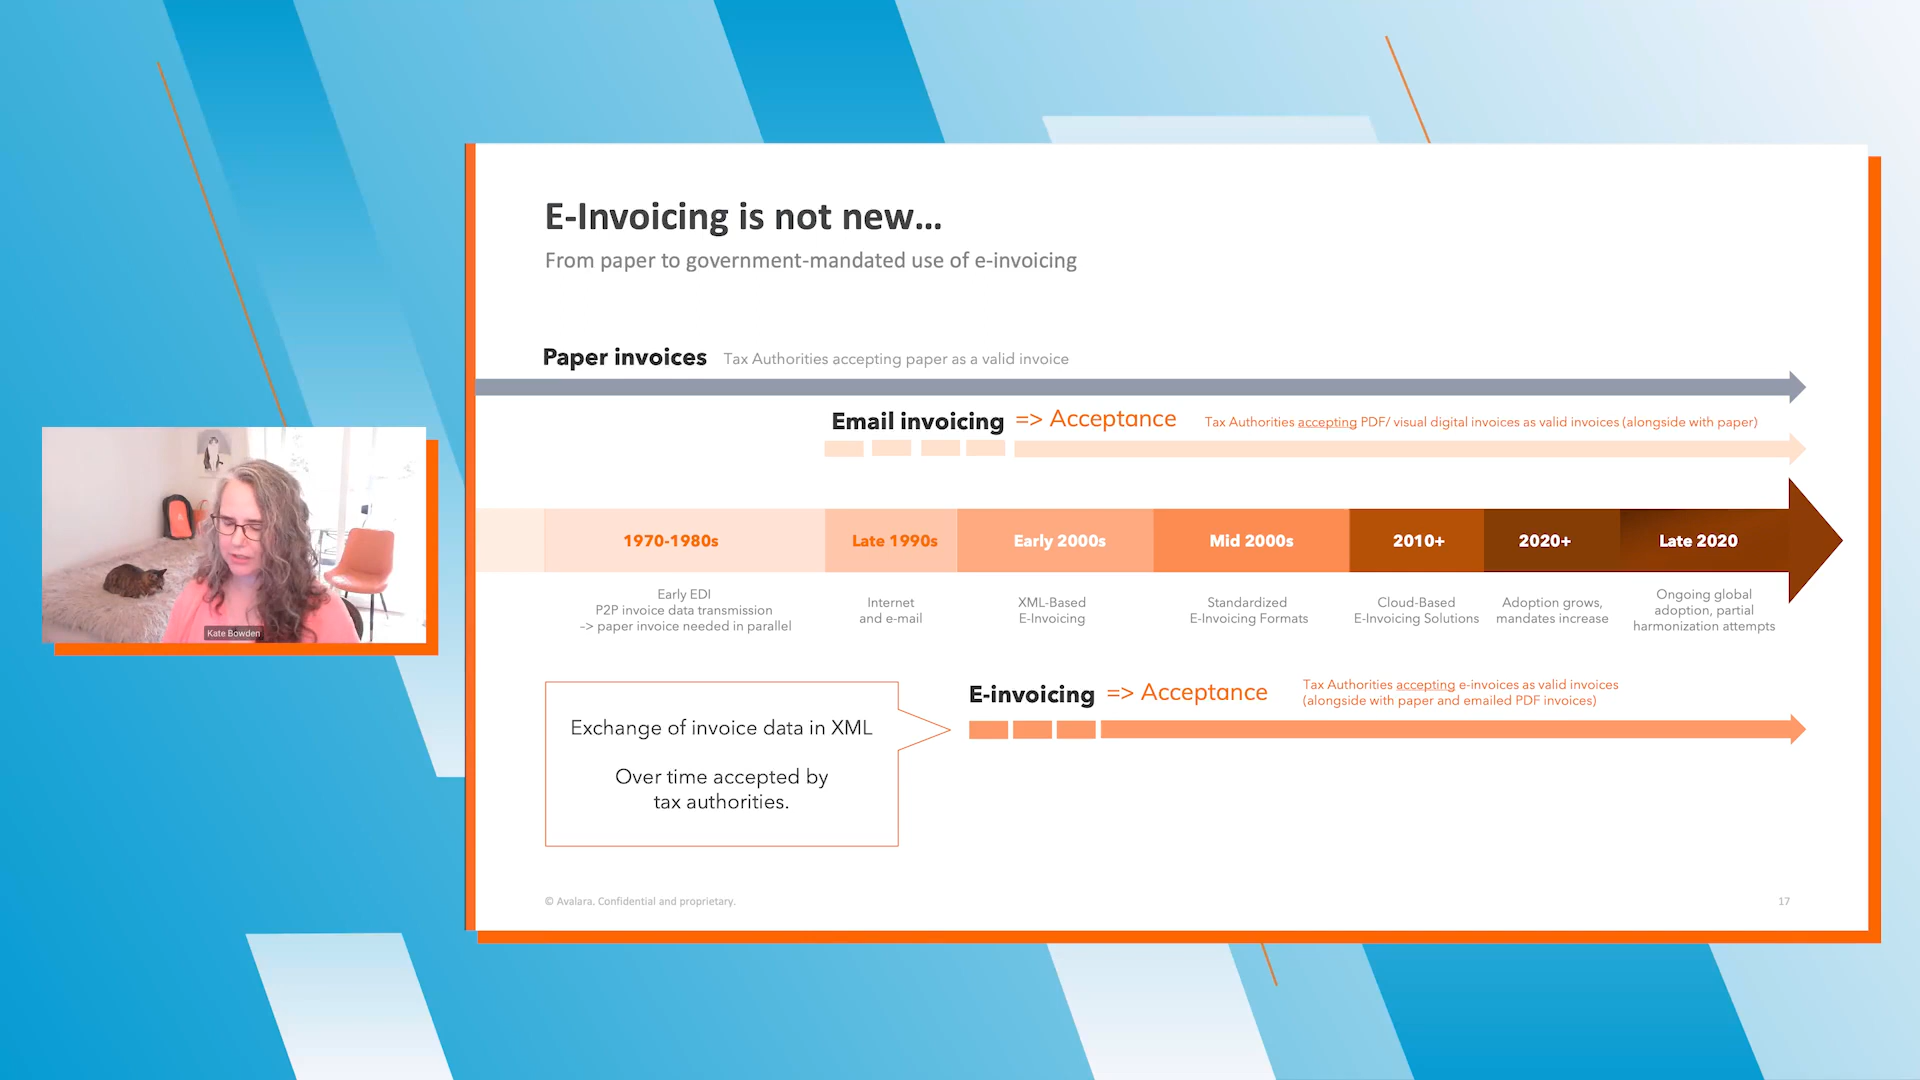 E-Invoicing is not new...
From paper to government-mandated use of e-invoicing
Paper invoices Tax Authorities accepting paper as a valid invoice
Email invoicing => Acceptance Tax Authorities accepting PDF/ visual digital invoices as valid invoices (alongside with paper)
1970-1980s
Late 1990s
Early 2000s
Mid 2000s
2010+
2020+
Late 2020
Early EDI
P2P invoice data transmission
-> paper invoice needed in parallel
Internet
and e-mail
XML-Based
E-Invoicing
Standardized
E-Invoicing Formats
Cloud-Based
E-Invoicing Solutions
Adoption grows,
mandates increase
Ongoing global
adoption, partial
harmonization attempts
Kate Bowden
E-invoicing => Acceptance
Tax Authorities accepting e-invoices as valid invoices
(alongside with paper and emailed PDF invoices)
Exchange of invoice data in XML
Over time accepted by
tax authorities.
© Avalara. Confidential and proprietary.
17